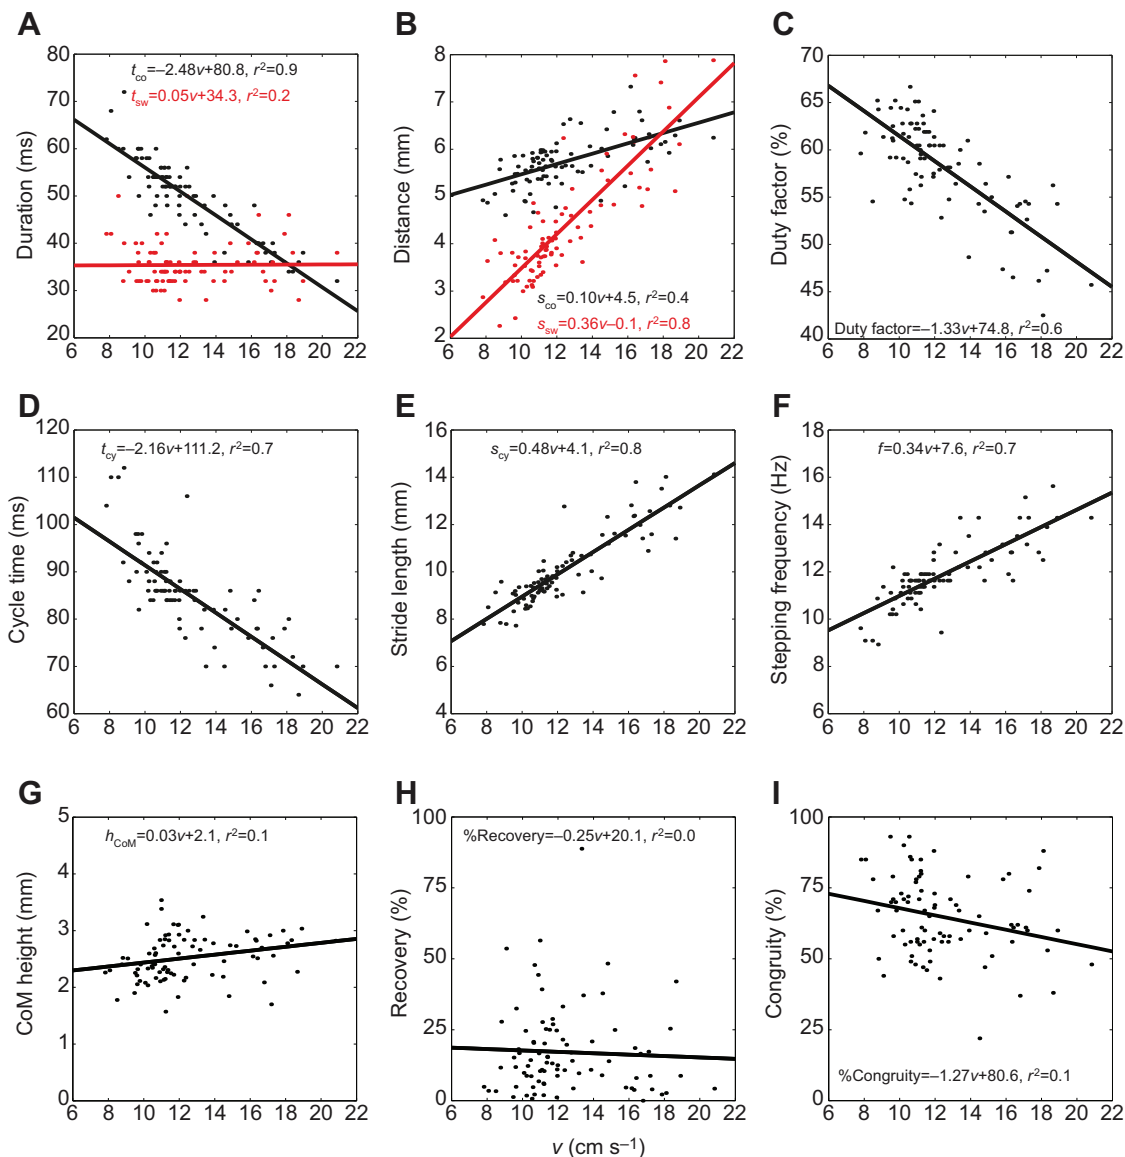 A
B
C
80
70
60
50
40
30
20
6 8 10 12 14 16 18 20 22
Duration (ms)
t_co=–2.48v+80.8, r²=0.9
t_sw=0.05v+34.3, r²=0.2
8
7
6
5
4
3
2
6 8 10 12 14 16 18 20 22
Distance (mm)
s_co=0.10v+4.5, r²=0.4
s_sw=0.36v–0.1, r²=0.8
70
65
60
55
50
45
40
6 8 10 12 14 16 18 20 22
Duty factor (%)
Duty factor=–1.33v+74.8, r²=0.6
D
E
F
120
110
100
90
80
70
60
6 8 10 12 14 16 18 20 22
Cycle time (ms)
t_cy=–2.16v+111.2, r²=0.7
16
14
12
10
8
6
4
6 8 10 12 14 16 18 20 22
Stride length (mm)
s_cy=0.48v+4.1, r²=0.8
18
16
14
12
10
8
6
6 8 10 12 14 16 18 20 22
Stepping frequency (Hz)
f=0.34v+7.6, r²=0.7
G
H
I
5
4
3
2
1
0
6 8 10 12 14 16 18 20 22
CoM height (mm)
h_CoM=0.03v+2.1, r²=0.1
100
75
50
25
0
6 8 10 12 14 16 18 20 22
Recovery (%)
%Recovery=–0.25v+20.1, r²=0.0
100
75
50
25
0
6 8 10 12 14 16 18 20 22
Congruity (%)
%Congruity=–1.27v+80.6, r²=0.1
v (cm s⁻¹)